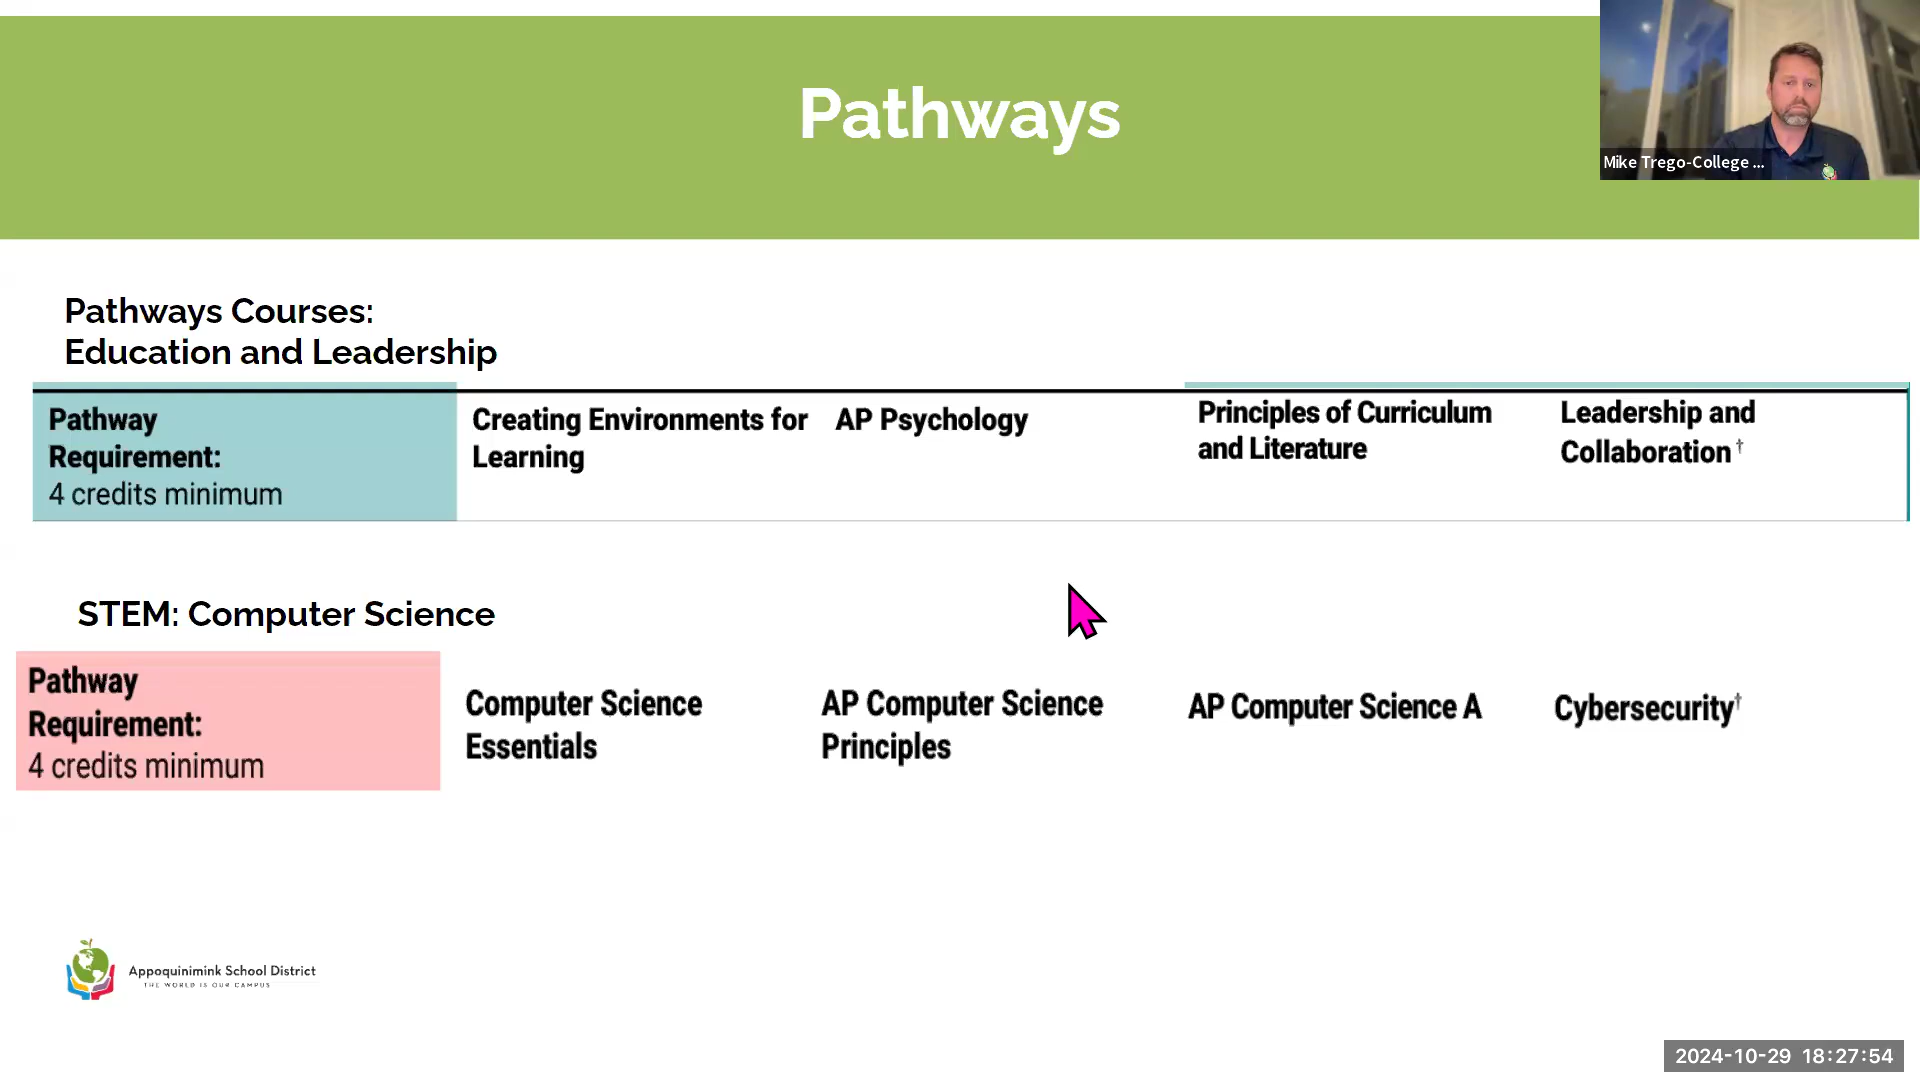 Pathways
Mike Trego-College ...
Pathways Courses:
Education and Leadership
Pathway
Requirement:
4 credits minimum
Creating Environments for
Learning
AP Psychology
Principles of Curriculum
and Literature
Leadership and
Collaboration †
STEM: Computer Science
Pathway
Requirement:
4 credits minimum
Computer Science
Essentials
AP Computer Science
Principles
AP Computer Science A
Cybersecurity†
Appoquinimink School District
THE WORLD IS OUR CAMPUS
2024-10-29 18:27:54